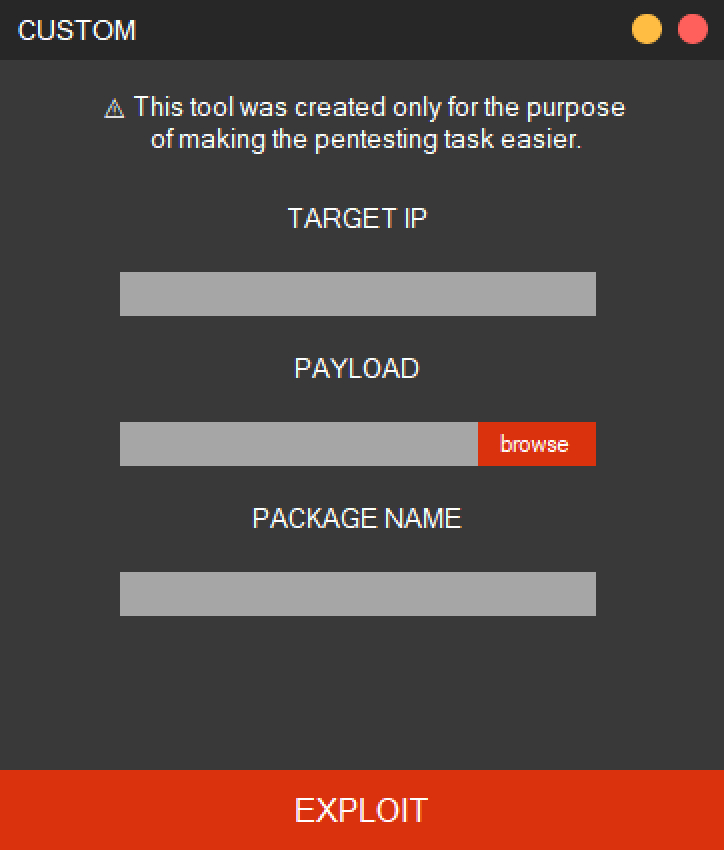 CUSTOM
⚠ This tool was created only for the purpose
of making the pentesting task easier.
TARGET IP
PAYLOAD
browse
PACKAGE NAME
EXPLOIT